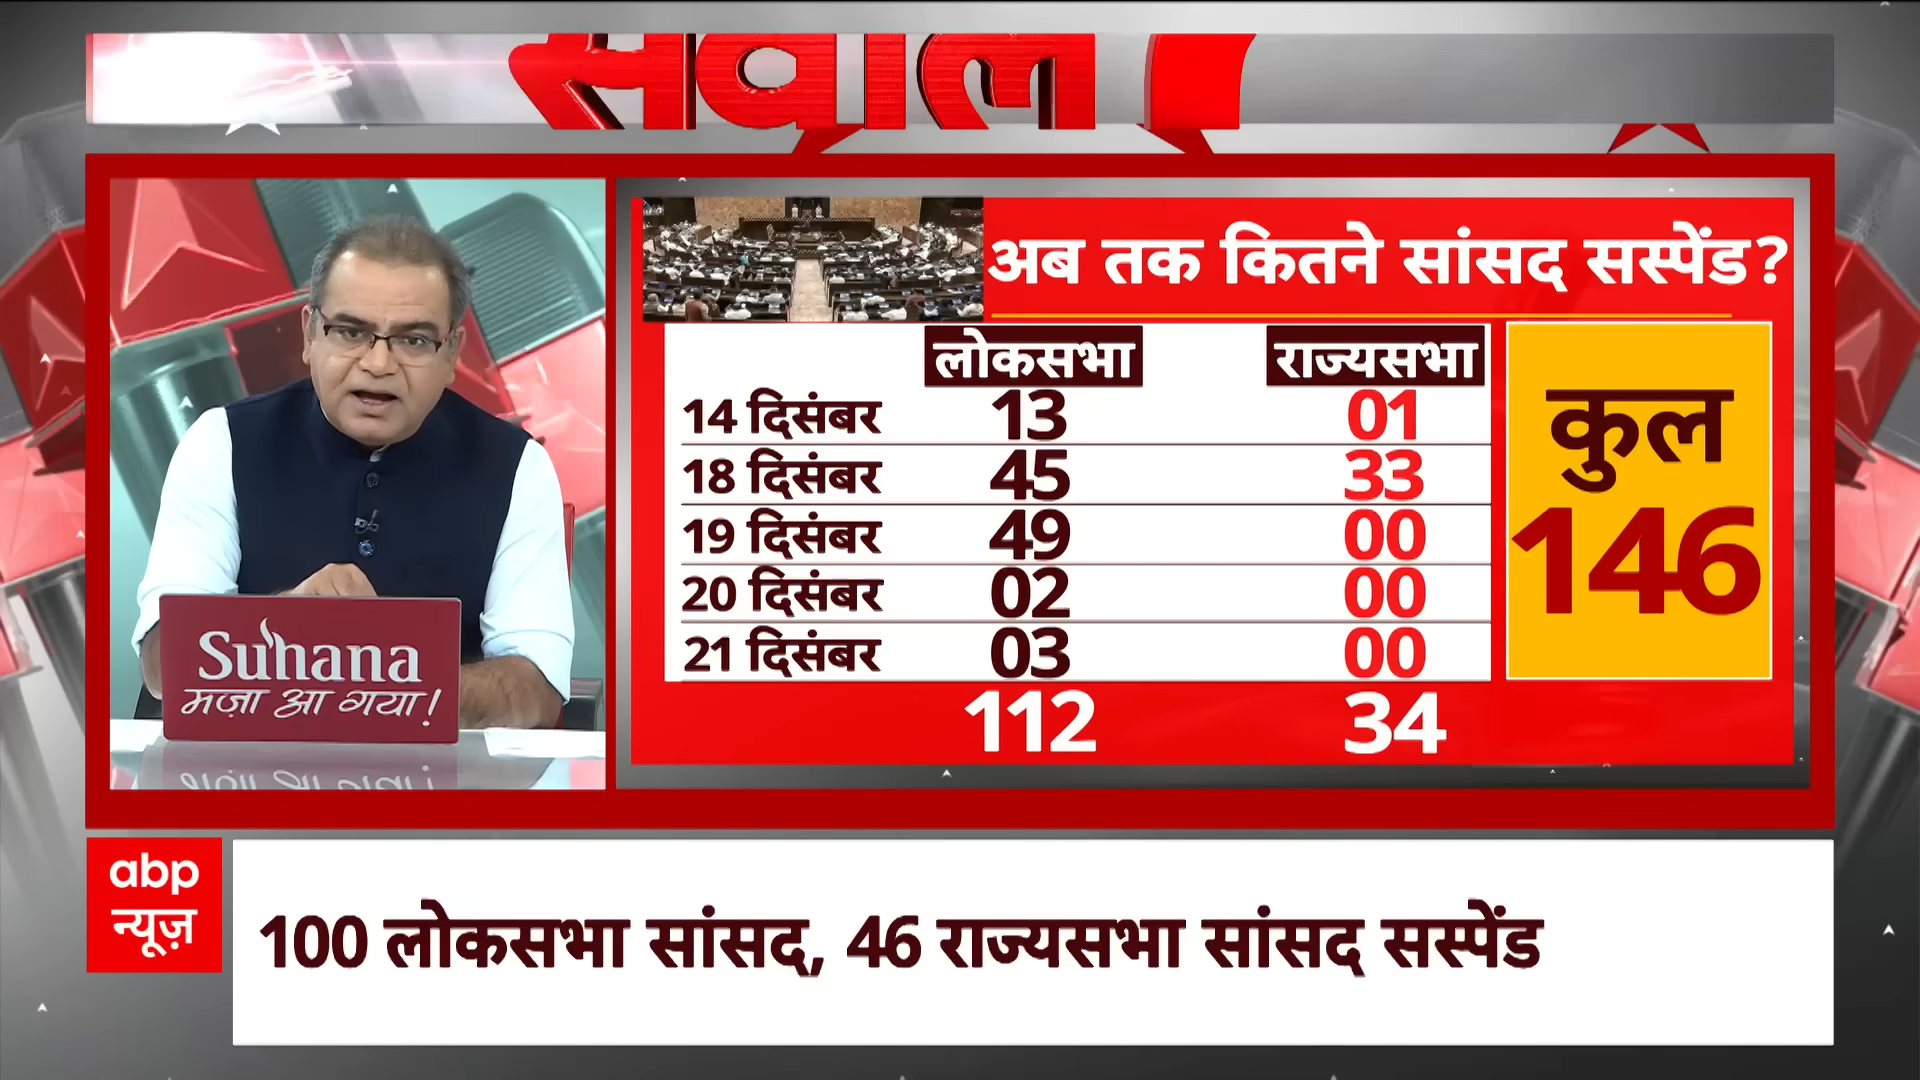 सवाल
अब तक कितने सांसद सस्पेंड?
लोकसभा राज्यसभा
14 दिसंबर 13 01
18 दिसंबर 45 33
19 दिसंबर 49 00
20 दिसंबर 02 00
21 दिसंबर 03 00
112 34
कुल
146
Suhana
मज़ा आ गया!
abp
न्यूज़
100 लोकसभा सांसद, 46 राज्यसभा सांसद सस्पेंड